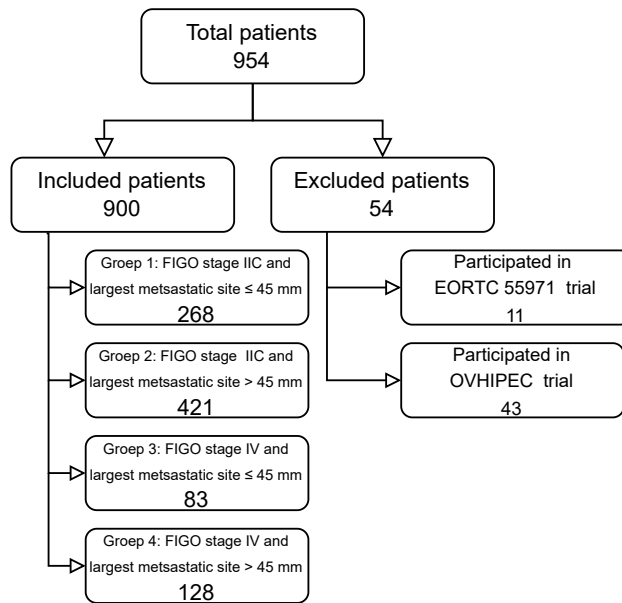 Total patients
954
Included patients
900
Excluded patients
54
Groep 1: FIGO stage IIC and
largest metsastatic site ≤ 45 mm
268
Groep 2: FIGO stage IIC and
largest metsastatic site > 45 mm
421
Groep 3: FIGO stage IV and
largest metsastatic site ≤ 45 mm
83
Groep 4: FIGO stage IV and
largest metsastatic site > 45 mm
128
Participated in
EORTC 55971 trial
11
Participated in
OVHIPEC trial
43